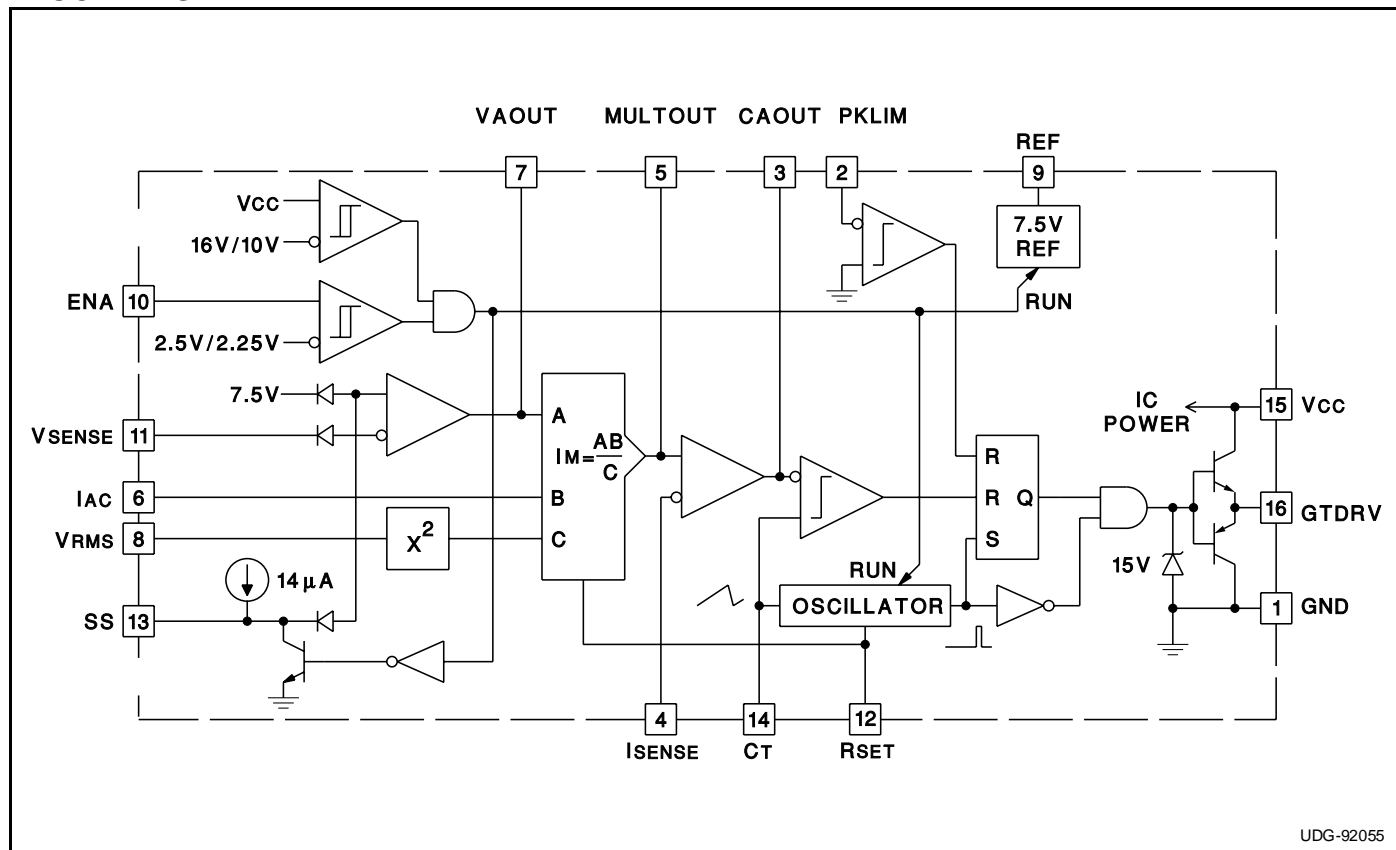 VAOUT MULTOUT CAOUT PKLIM
REF
7 5 3 2 9
VCC
16V/10V
7.5V
REF
ENA 10
RUN
2.5V/2.25V
7.5V
VSENSE 11
A
IM=AB/C
B
C
IC
POWER
15 VCC
IAC 6
VRMS 8
X²
R
R Q
S
16 GTDRV
15V
14µA
SS 13
RUN
OSCILLATOR
1 GND
4 14 12
ISENSE CT RSET
UDG-92055